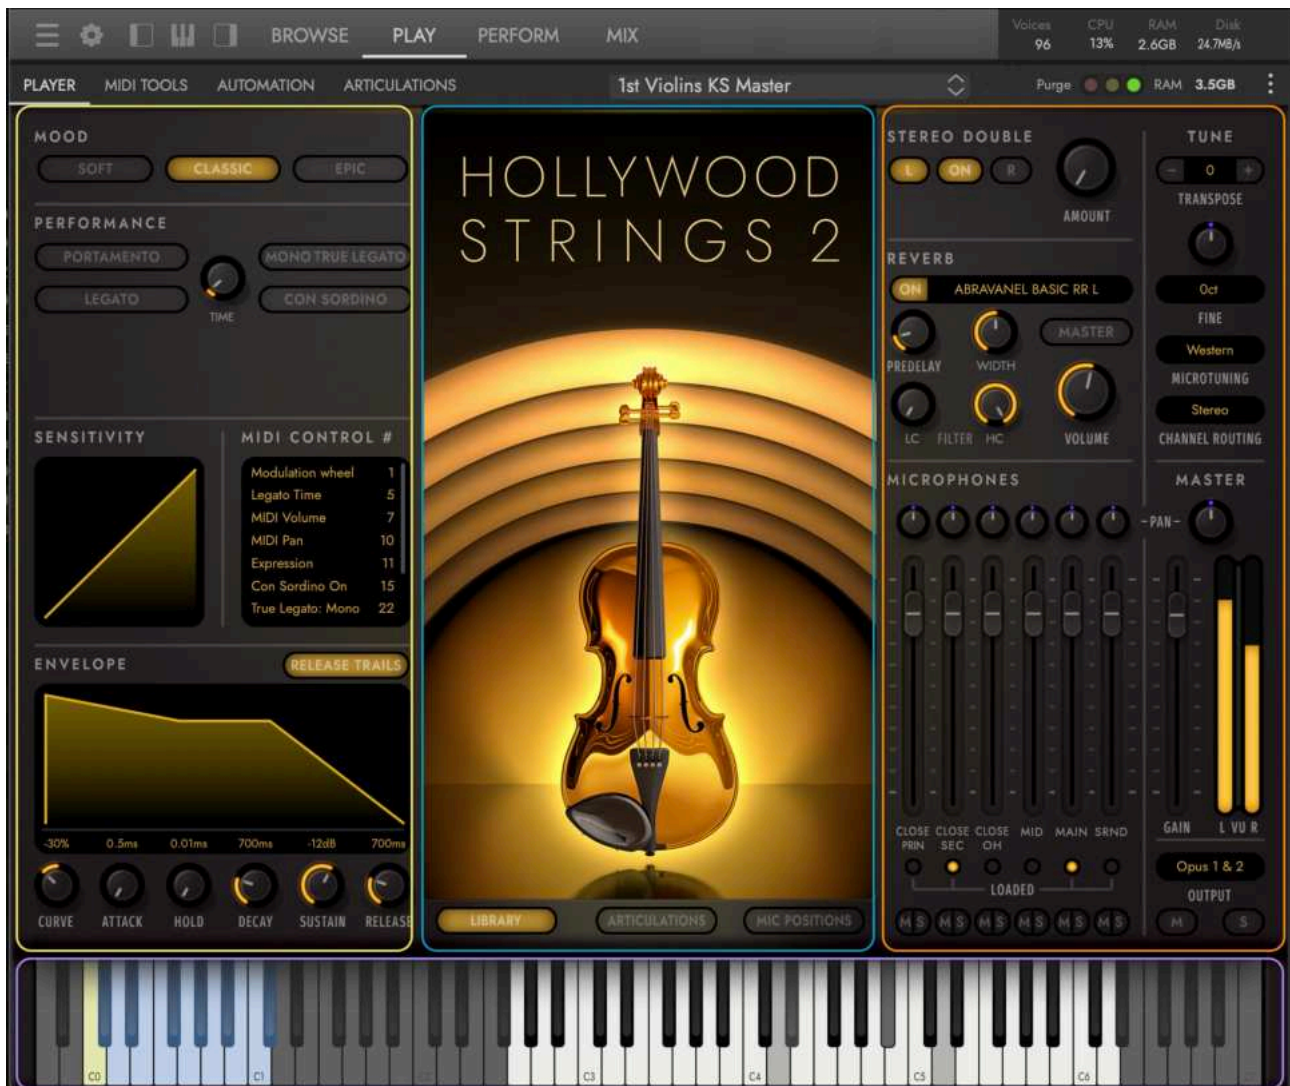 BROWSE PLAY PERFORM MIX
Voices CPU RAM Disk
96 13% 2.6GB 24.7MB/s
PLAYER MIDI TOOLS AUTOMATION ARTICULATIONS 1st Violins KS Master Purge RAM 3.5GB
MOOD
SOFT CLASSIC EPIC
PERFORMANCE
PORTAMENTO MONO TRUE LEGATO
LEGATO CON SORDINO
TIME
SENSITIVITY
MIDI CONTROL #
Modulation wheel 1
Legato Time 5
MIDI Volume 7
MIDI Pan 10
Expression 11
Con Sordino On 15
True Legato: Mono 22
ENVELOPE RELEASE TRAILS
-30% 0.5ms 0.01ms 700ms -12dB 700ms
CURVE ATTACK HOLD DECAY SUSTAIN RELEASE
HOLLYWOOD
STRINGS 2
LIBRARY ARTICULATIONS MIC POSITIONS
STEREO DOUBLE
L ON R
AMOUNT
REVERB
ON ABRAVANEL BASIC RR L
MASTER
PREDELAY WIDTH
LC FILTER HC VOLUME
MICROPHONES
CLOSE PRIN
CLOSE SEC
CLOSE OH
MID
MAIN
SRND
LOADED
M S M S M S M S M S M S
TUNE
- 0 +
TRANSPOSE
0ct
FINE
Western
MICROTUNING
Stereo
CHANNEL ROUTING
MASTER
-PAN-
GAIN L VU R
Opus 1 & 2
OUTPUT
M S
C0 C1 C2 C3 C4 C5 C6